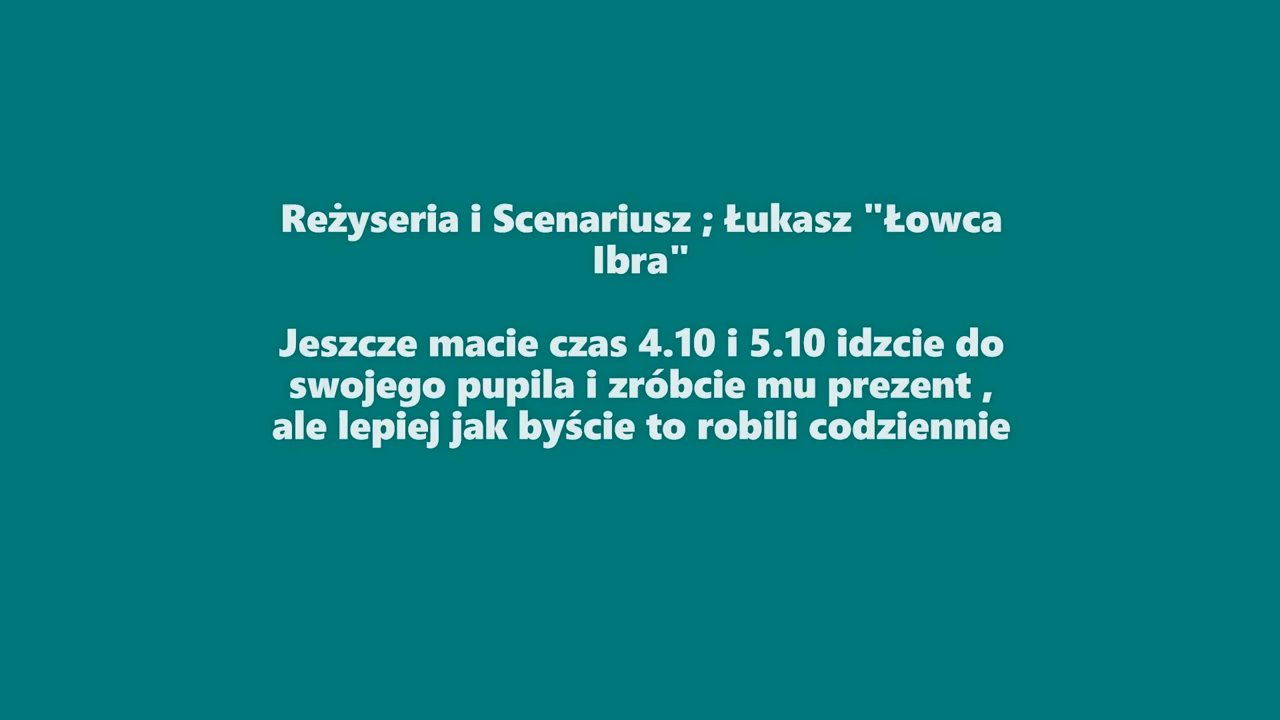 Reżyseria i Scenariusz ; Łukasz "Łowca
Ibra"
Jeszcze macie czas 4.10 i 5.10 idzcie do
swojego pupila i zróbcie mu prezent ,
ale lepiej jak byście to robili codziennie